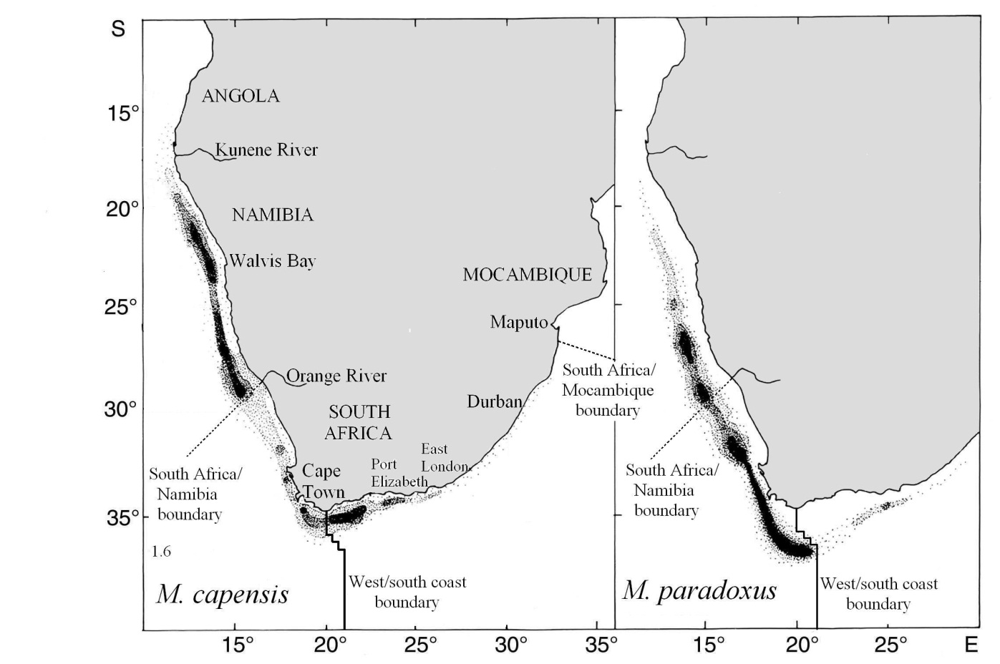 S
ANGOLA
15°
Kunene River
20°
NAMIBIA
Walvis Bay
MOCAMBIQUE
25°
Maputo
Orange River
South Africa/
Mocambique
boundary
30°
Durban
SOUTH
AFRICA
East
London
Port
Elizabeth
Cape
Town
South Africa/
Namibia
boundary
35°
1.6
M. capensis
West/south coast
boundary
South Africa/
Namibia
boundary
M. paradoxus
West/south coast
boundary
15° 20° 25° 30° 35° 15° 20° 25° E